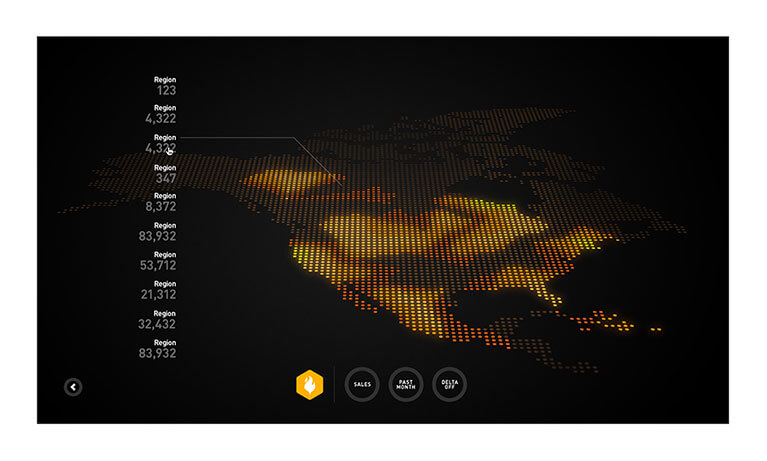 Region
123
Region
4,322
Region
4,322
Region
347
Region
8,372
Region
83,932
Region
53,712
Region
21,312
Region
32,432
Region
83,932
SALES
PAST
MONTH
DELTA
OFF